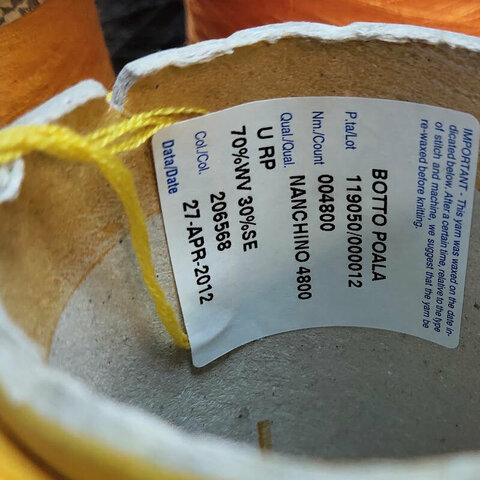 IMPORTANT - This yarn was waxed on the date in-
dicated below. After a certain time, relative to the type
of stitch and machine, we suggest that the yarn be
re-waxed before knitting.
BOTTO POALA
P.ta/Lot 119050/000012
Nm./Count 004800
Qual./Qual. NANCHINO 4800
U RP
70%WV 30%SE
Col./Col. 206568
Data/Date 27-APR-2012